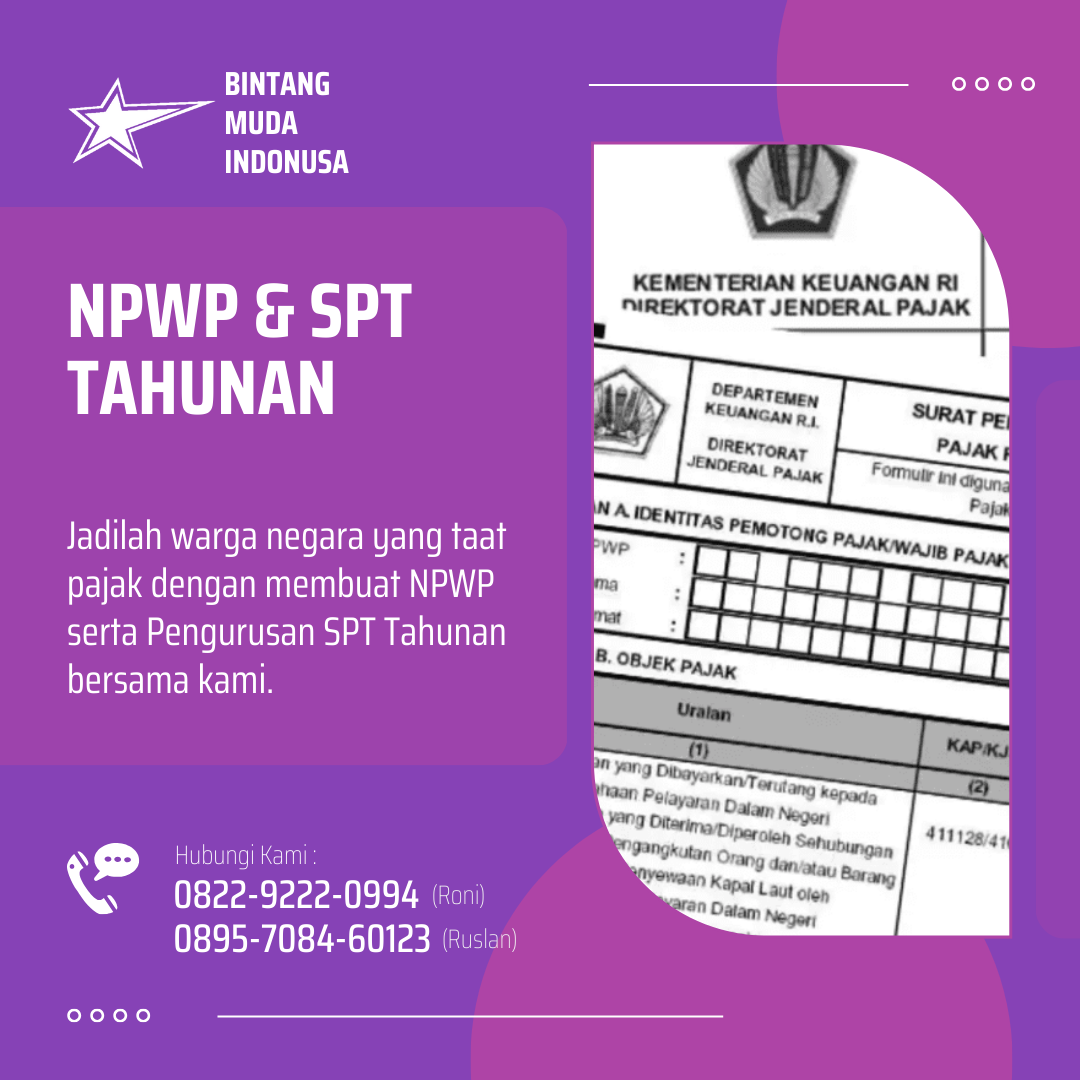 BINTANG
MUDA
INDONUSA
NPWP & SPT
TAHUNAN
Jadilah warga negara yang taat
pajak dengan membuat NPWP
serta Pengurusan SPT Tahunan
bersama kami.
Hubungi Kami :
0822-9222-0994 (Roni)
0895-7084-60123 (Ruslan)
KEMENTERIAN KEUANGAN RI
DIREKTORAT JENDERAL PAJAK
DEPARTEMEN
KEUANGAN R.I.
DIREKTORAT
JENDERAL PAJAK
SURAT PE
PAJAK
Formulir ini diguna
Pajak
AN A. IDENTITAS PEMOTONG PAJAK/WAJIB PAJAK
PWP :
ma :
mat :
B. OBJEK PAJAK
Uraian
KAP/KJ
(1)
(2)
an yang Dibayarkan/Terutang kepada
haan Pelayaran Dalam Negeri
yang Diterima/Diperoleh Sehubungan
engangkutan Orang dan/atau Barang
nyewaan Kapal Laut oleh
yaran Dalam Negeri
411128/41